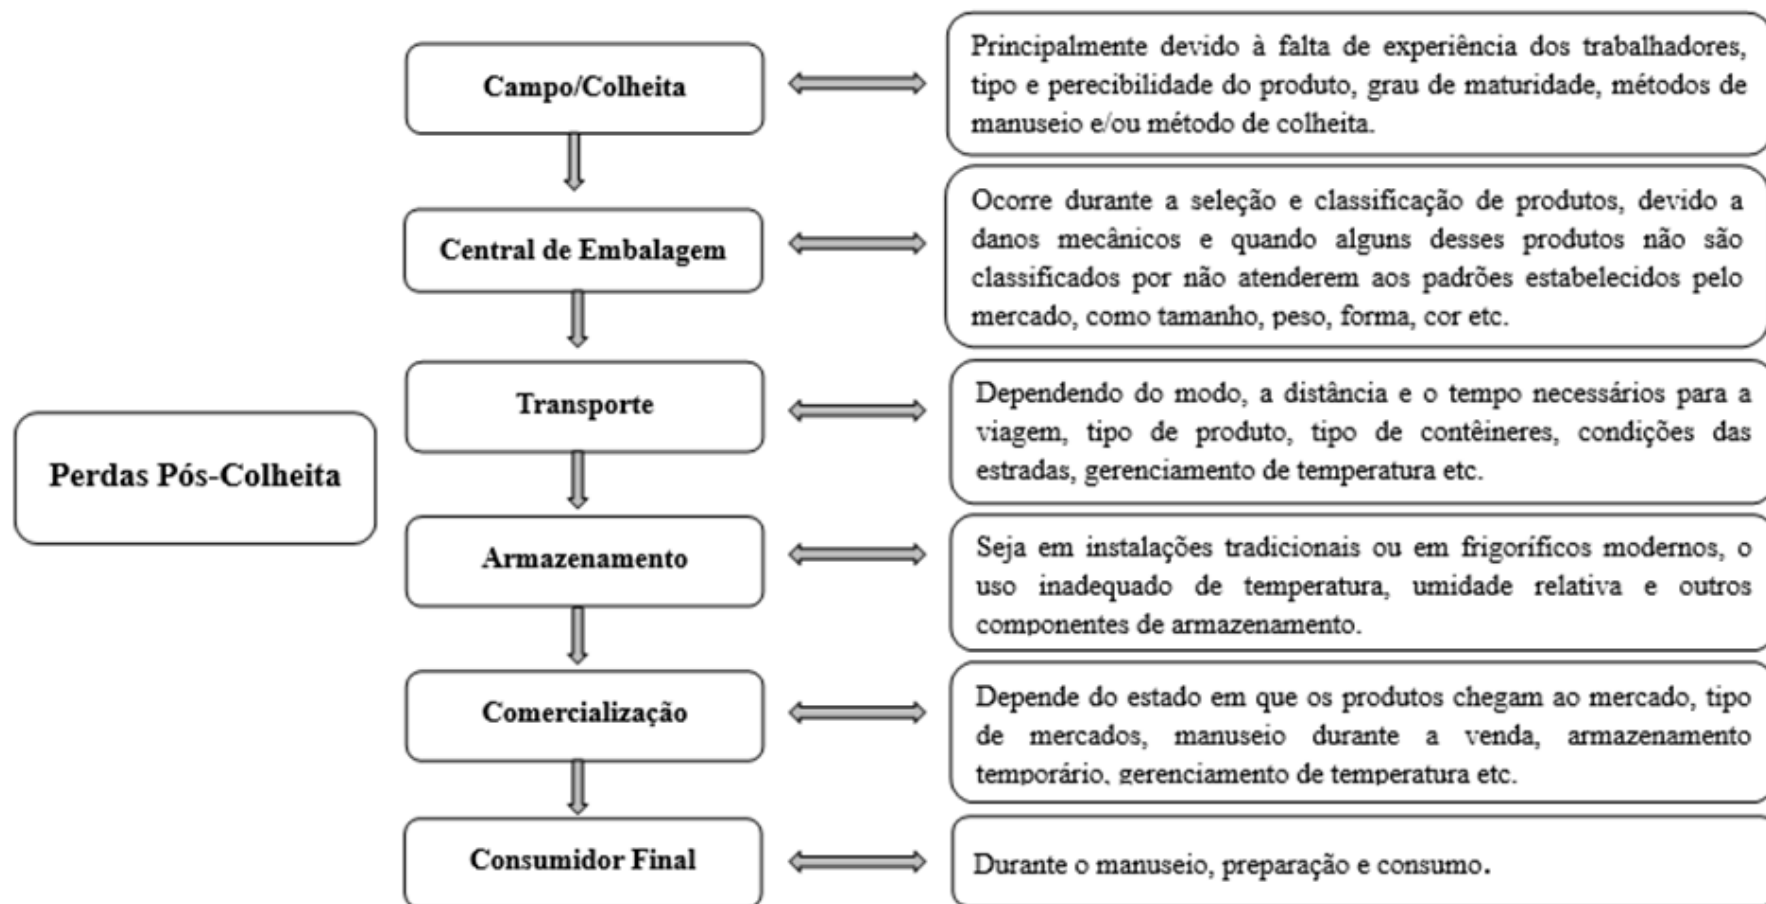 Campo/Colheita
Principalmente devido à falta de experiência dos trabalhadores,
tipo e perecibilidade do produto, grau de maturidade, métodos de
manuseio e/ou método de colheita.
Central de Embalagem
Ocorre durante a seleção e classificação de produtos, devido a
danos mecânicos e quando alguns desses produtos não são
classificados por não atenderem aos padrões estabelecidos pelo
mercado, como tamanho, peso, forma, cor etc.
Transporte
Dependendo do modo, a distância e o tempo necessários para a
viagem, tipo de produto, tipo de contêineres, condições das
estradas, gerenciamento de temperatura etc.
Perdas Pós-Colheita
Armazenamento
Seja em instalações tradicionais ou em frigoríficos modernos, o
uso inadequado de temperatura, umidade relativa e outros
componentes de armazenamento.
Comercialização
Depende do estado em que os produtos chegam ao mercado, tipo
de mercados, manuseio durante a venda, armazenamento
temporário, gerenciamento de temperatura etc.
Consumidor Final
Durante o manuseio, preparação e consumo.